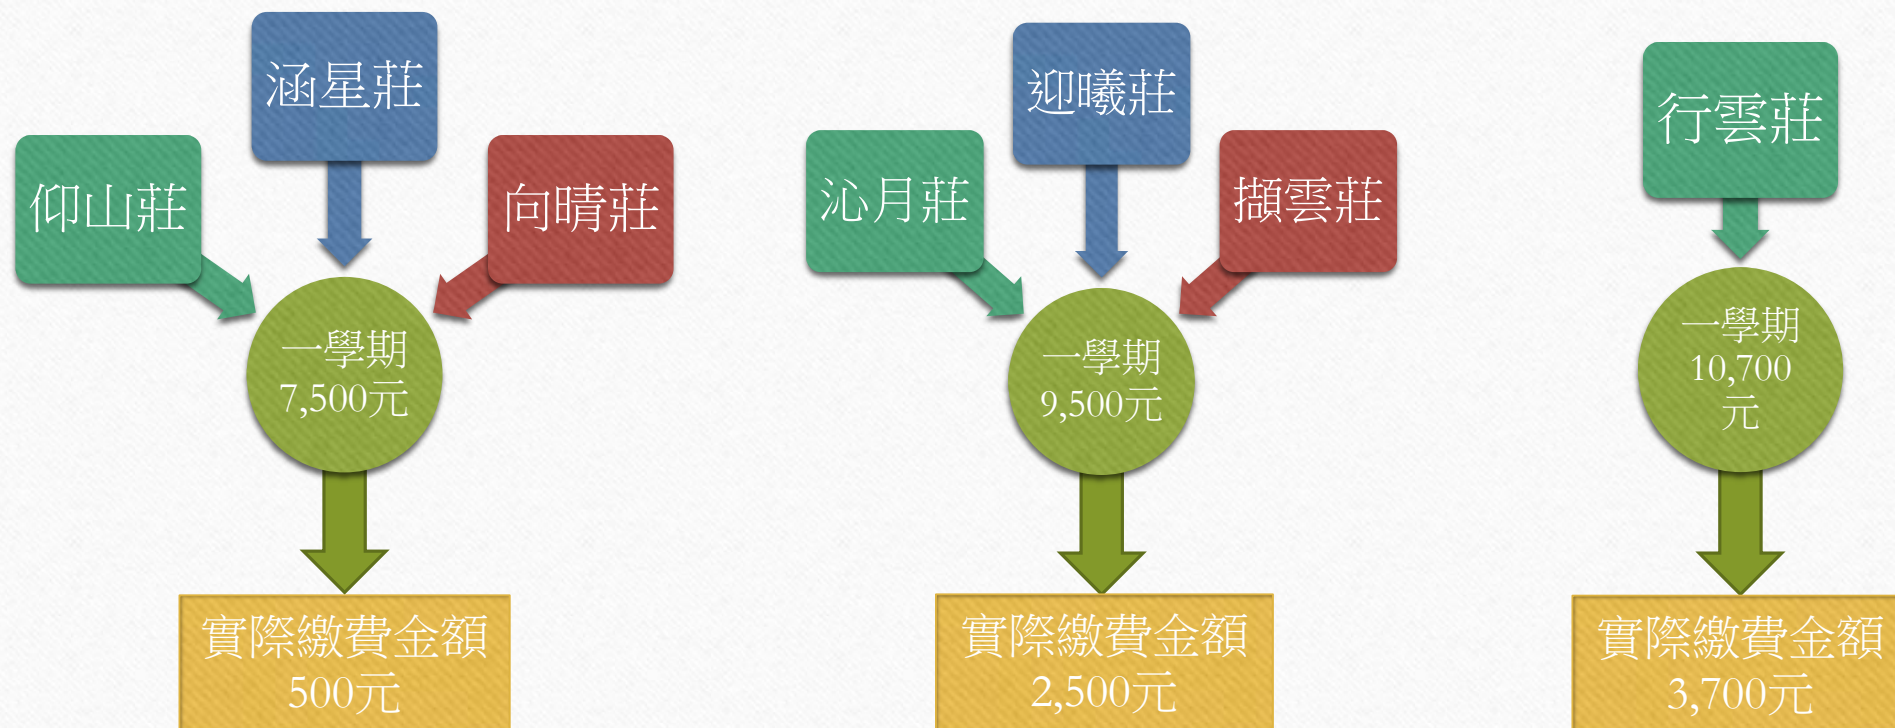 涵星莊
仰山莊
向晴莊
一學期
7,500元
實際繳費金額
500元
迎曦莊
沁月莊
擷雲莊
一學期
9,500元
實際繳費金額
2,500元
行雲莊
一學期
10,700
元
實際繳費金額
3,700元